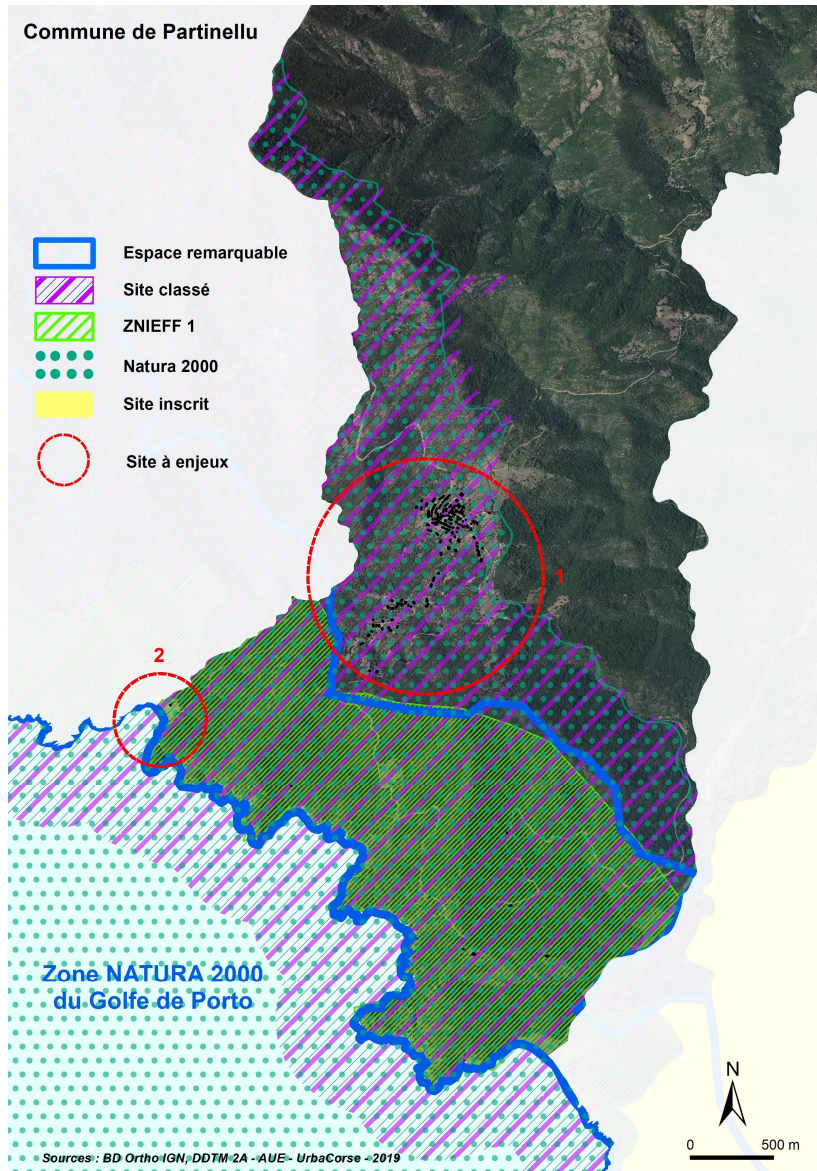 Commune de Partinellu
Espace remarquable
Site classé
ZNIEFF 1
Natura 2000
Site inscrit
Site à enjeux
1
2
Zone NATURA 2000
du Golfe de Porto
N
0 500 m
Sources : BD Ortho IGN, DDTM 2A - AUE - UrbaCorse - 2019